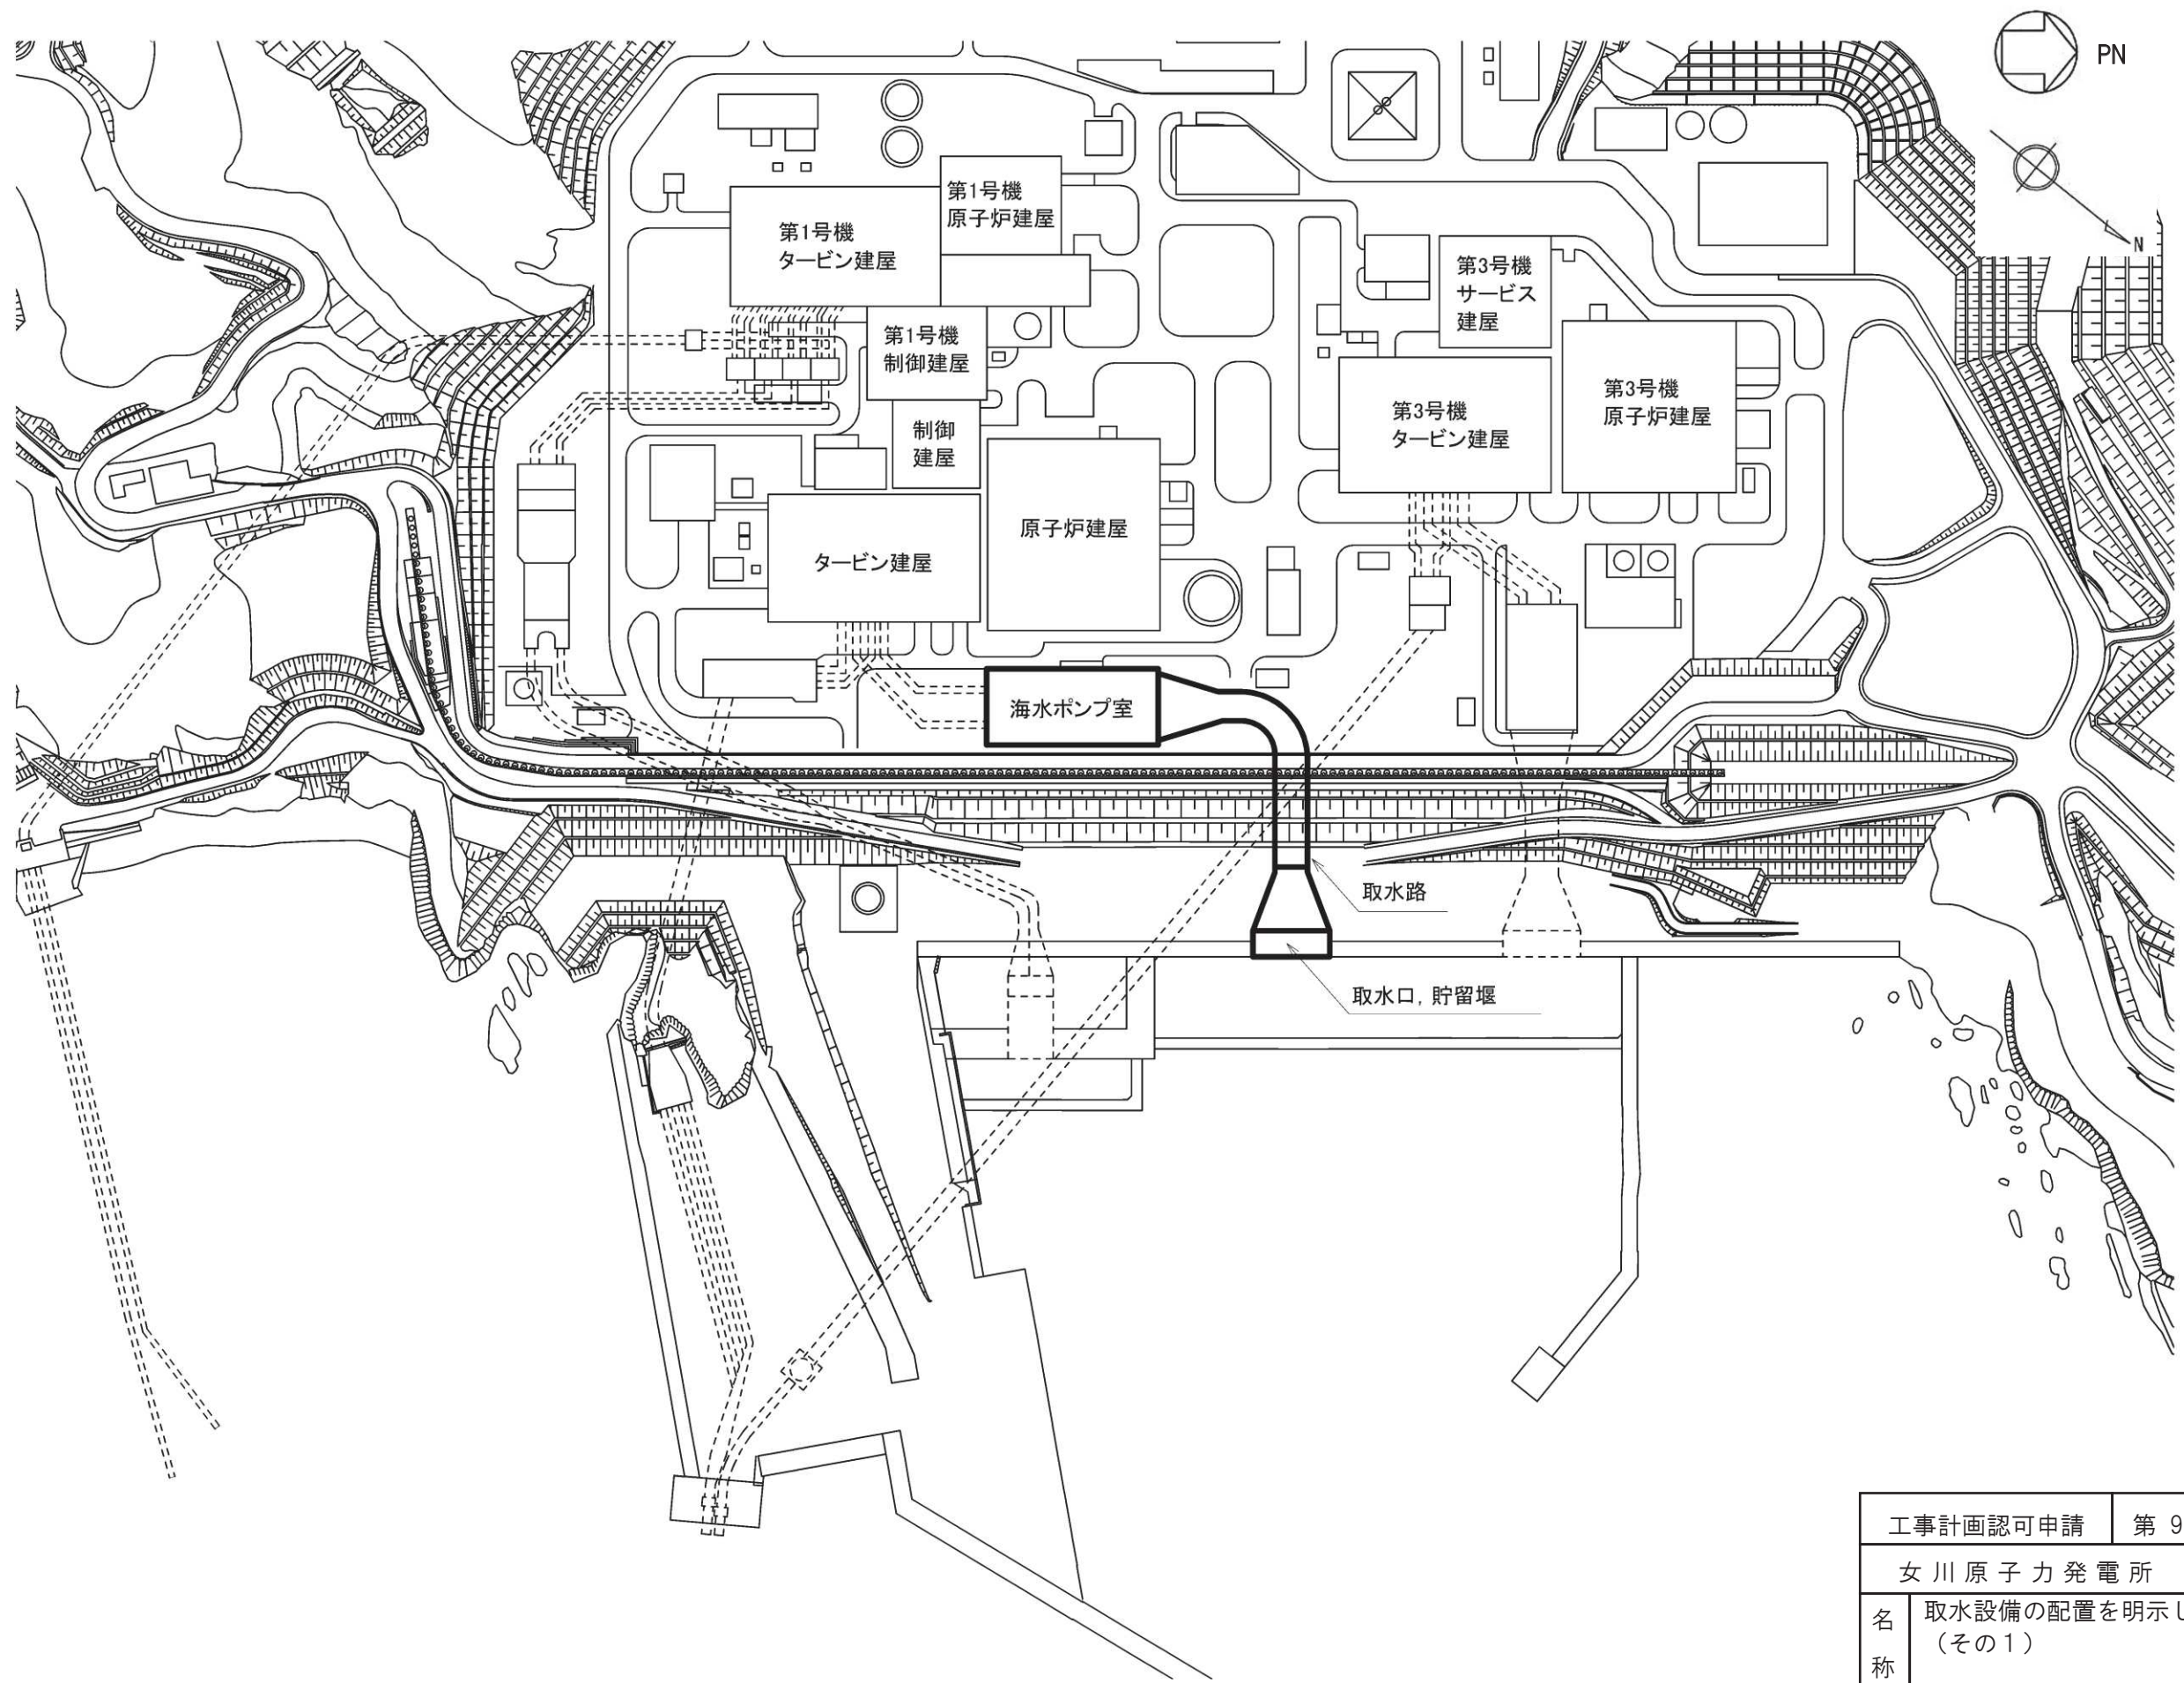 PN
N
第1号機
原子炉建屋
第1号機
タービン建屋
第3号機
サービス
建屋
第1号機
制御建屋
第3号機
原子炉建屋
第3号機
タービン建屋
制御
建屋
原子炉建屋
タービン建屋
海水ポンプ室
取水路
取水口, 貯留堰
工事計画認可申請 第 9
女川原子力発電所
名称 取水設備の配置を明示し
（その１）